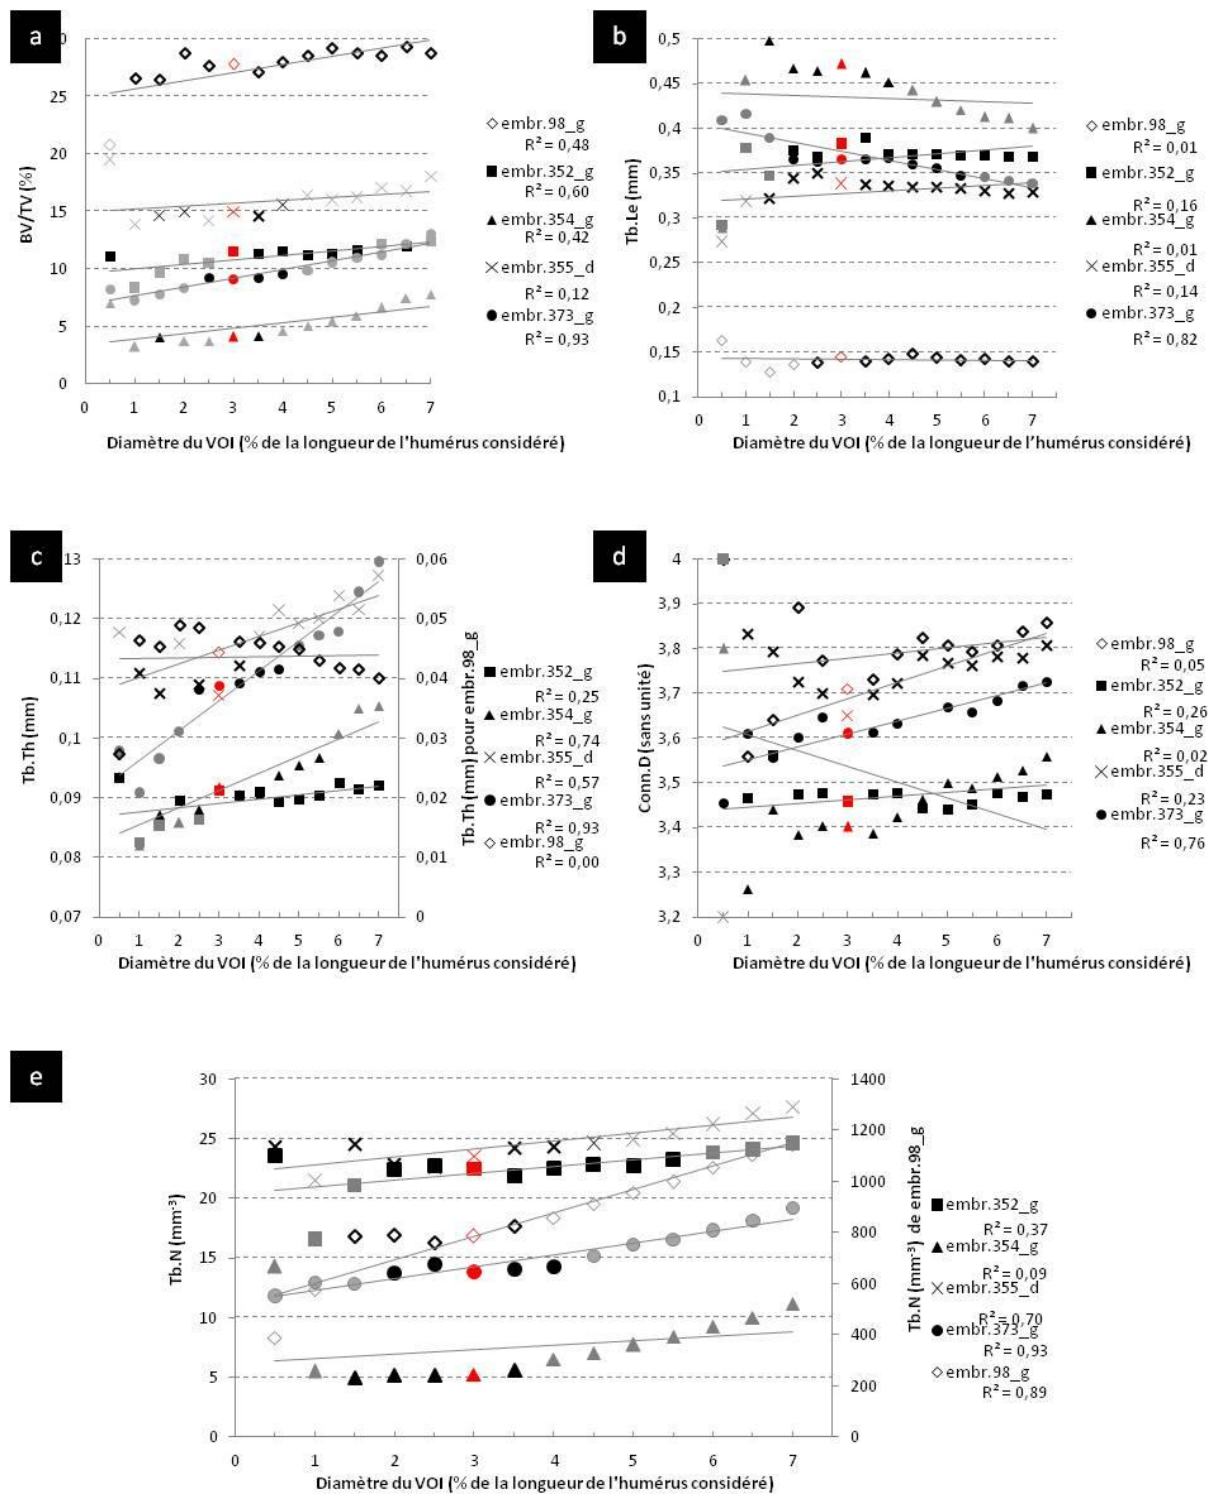 a
BV/TV (%)
0
25
20
15
10
5
0
0 1 2 3 4 5 6 7
Diamètre du VOI (% de la longueur de l'humérus considéré)
embr.98_g
R² = 0,48
embr.352_g
R² = 0,60
embr.354_g
R² = 0,42
embr.355_d
R² = 0,12
embr.373_g
R² = 0,93
b
Tb.Le (mm)
0,5
0,45
0,4
0,35
0,3
0,25
0,2
0,15
0,1
0 1 2 3 4 5 6 7
Diamètre du VOI (% de la longueur de l'humérus considéré)
embr.98_g
R² = 0,01
embr.352_g
R² = 0,16
embr.354_g
R² = 0,01
embr.355_d
R² = 0,14
embr.373_g
R² = 0,82
c
Tb.Th (mm)
13
0,12
0,11
0,1
0,09
0,08
0,07
0 1 2 3 4 5 6 7
0,06
0,05
0,04
0,03
0,02
0,01
0
Tb.Th (mm) pour embr.98_g
Diamètre du VOI (% de la longueur de l'humérus considéré)
embr.352_g
R² = 0,25
embr.354_g
R² = 0,74
embr.355_d
R² = 0,57
embr.373_g
R² = 0,93
embr.98_g
R² = 0,00
d
Conn.D (sans unité)
4
3,9
3,8
3,7
3,6
3,5
3,4
3,3
3,2
0 1 2 3 4 5 6 7
Diamètre du VOI (% de la longueur de l'humérus considéré)
embr.98_g
R² = 0,05
embr.352_g
R² = 0,26
embr.354_g
R² = 0,02
embr.355_d
R² = 0,23
embr.373_g
R² = 0,76
e
Tb.N (mm⁻³)
30
25
20
15
10
5
0
0 1 2 3 4 5 6 7
1400
1200
1000
800
600
400
200
0
Tb.N (mm⁻³) de embr.98_g
Diamètre du VOI (% de la longueur de l'humérus considéré)
embr.352_g
R² = 0,37
embr.354_g
R² = 0,09
embr.355_d
R² = 0,70
embr.373_g
R² = 0,93
embr.98_g
R² = 0,89